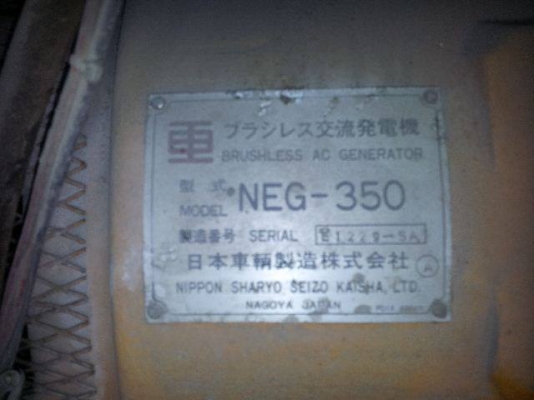 ブラシレス交流発電機
BRUSHLESS AC GENERATOR
型式
MODEL NEG-350
製造番号 SERIAL 1229-5A
日本車輌製造株式会社 A
NIPPON SHARYO SEIZO KAISHA, LTD.
NAGOYA JAPAN